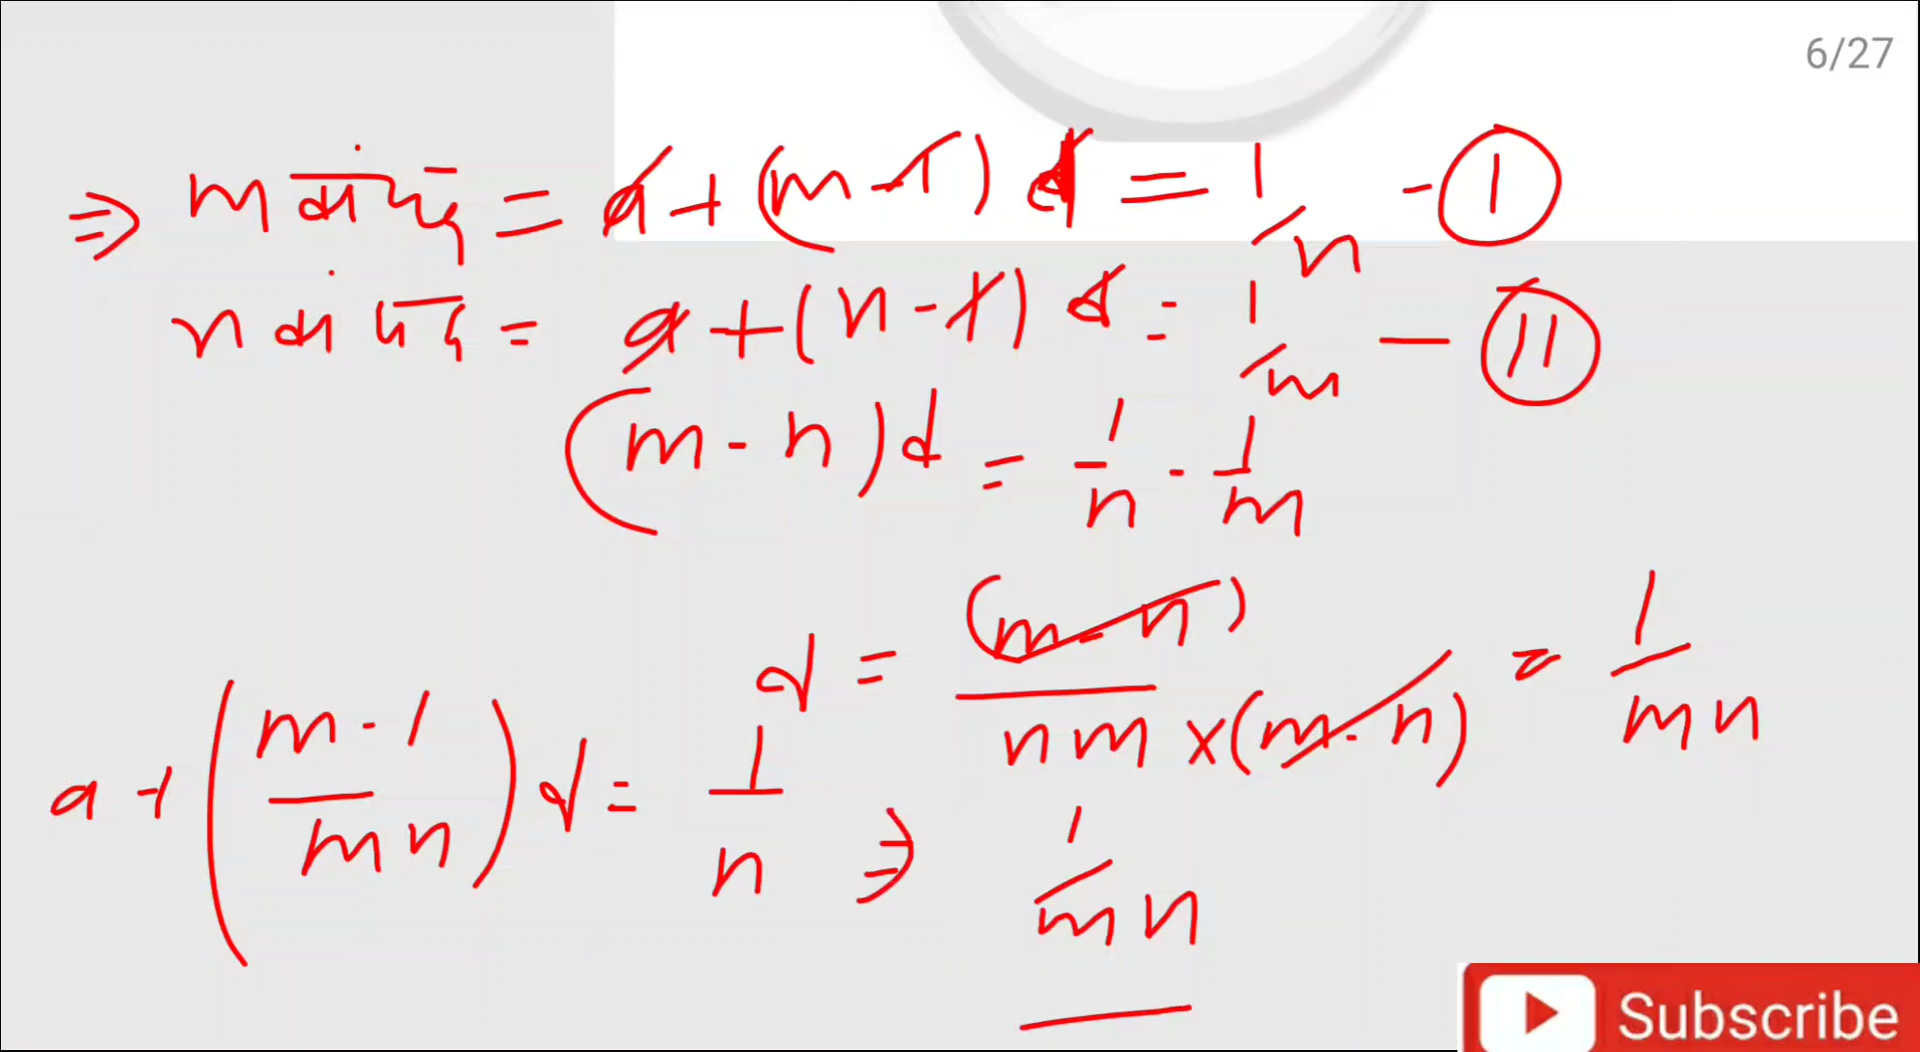 6/27
⇒ m वां पद = a + (m - 1) d = 1/n - ①
n वां पद = a + (n - 1) d = 1/m - ⑪
(m - n) d = 1/n - 1/m
d = (m - n) / nm × (m - n) = 1/mn
a + (m - 1 / mn) d = 1/n ⇒ 1/mn
Subscribe